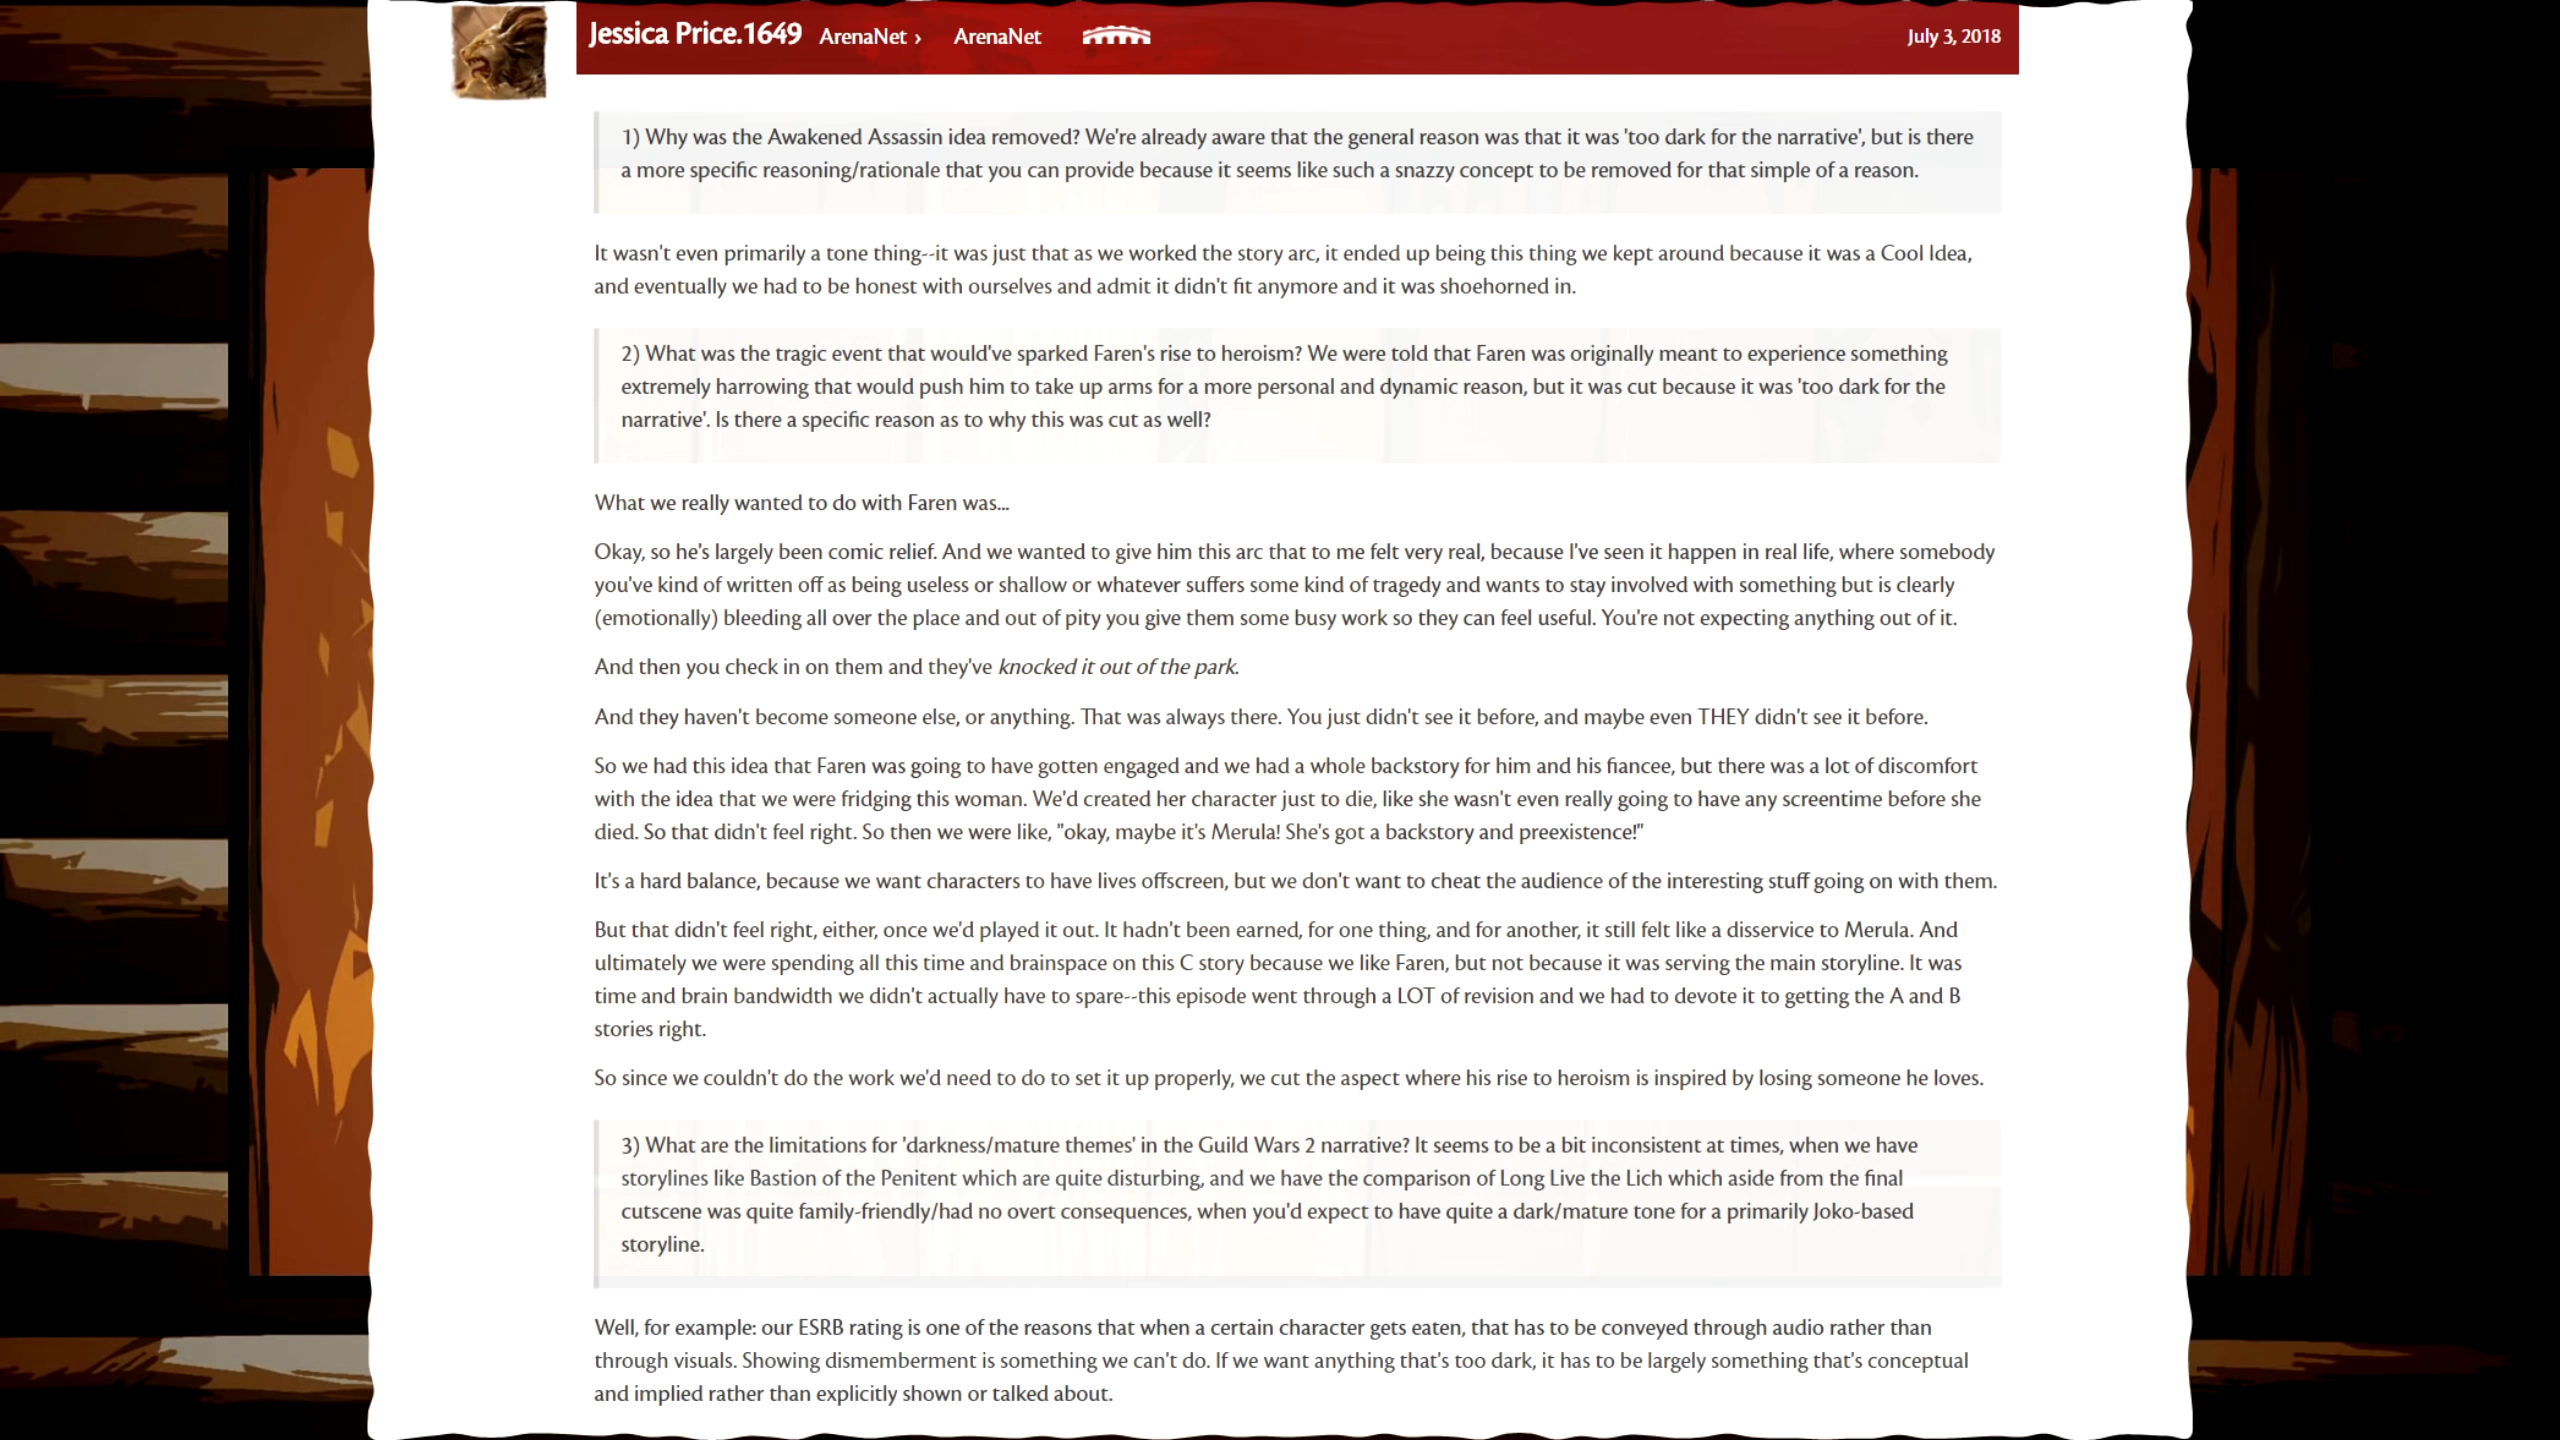 Jessica Price.1649 ArenaNet › ArenaNet July 3, 2018
1) Why was the Awakened Assassin idea removed? We're already aware that the general reason was that it was 'too dark for the narrative', but is there
a more specific reasoning/rationale that you can provide because it seems like such a snazzy concept to be removed for that simple of a reason.
It wasn't even primarily a tone thing--it was just that as we worked the story arc, it ended up being this thing we kept around because it was a Cool Idea,
and eventually we had to be honest with ourselves and admit it didn't fit anymore and it was shoehorned in.
2) What was the tragic event that would've sparked Faren's rise to heroism? We were told that Faren was originally meant to experience something
extremely harrowing that would push him to take up arms for a more personal and dynamic reason, but it was cut because it was 'too dark for the
narrative'. Is there a specific reason as to why this was cut as well?
What we really wanted to do with Faren was...
Okay, so he's largely been comic relief. And we wanted to give him this arc that to me felt very real, because I've seen it happen in real life, where somebody
you've kind of written off as being useless or shallow or whatever suffers some kind of tragedy and wants to stay involved with something but is clearly
(emotionally) bleeding all over the place and out of pity you give them some busy work so they can feel useful. You're not expecting anything out of it.
And then you check in on them and they've knocked it out of the park.
And they haven't become someone else, or anything. That was always there. You just didn't see it before, and maybe even THEY didn't see it before.
So we had this idea that Faren was going to have gotten engaged and we had a whole backstory for him and his fiancee, but there was a lot of discomfort
with the idea that we were fridging this woman. We'd created her character just to die, like she wasn't even really going to have any screentime before she
died. So that didn't feel right. So then we were like, "okay, maybe it's Merula! She's got a backstory and preexistence!"
It's a hard balance, because we want characters to have lives offscreen, but we don't want to cheat the audience of the interesting stuff going on with them.
But that didn't feel right, either, once we'd played it out. It hadn't been earned, for one thing, and for another, it still felt like a disservice to Merula. And
ultimately we were spending all this time and brainspace on this C story because we like Faren, but not because it was serving the main storyline. It was
time and brain bandwidth we didn't actually have to spare--this episode went through a LOT of revision and we had to devote it to getting the A and B
stories right.
So since we couldn't do the work we'd need to do to set it up properly, we cut the aspect where his rise to heroism is inspired by losing someone he loves.
3) What are the limitations for 'darkness/mature themes' in the Guild Wars 2 narrative? It seems to be a bit inconsistent at times, when we have
storylines like Bastion of the Penitent which are quite disturbing, and we have the comparison of Long Live the Lich which aside from the final
cutscene was quite family-friendly/had no overt consequences, when you'd expect to have quite a dark/mature tone for a primarily Joko-based
storyline.
Well, for example: our ESRB rating is one of the reasons that when a certain character gets eaten, that has to be conveyed through audio rather than
through visuals. Showing dismemberment is something we can't do. If we want anything that's too dark, it has to be largely something that's conceptual
and implied rather than explicitly shown or talked about.